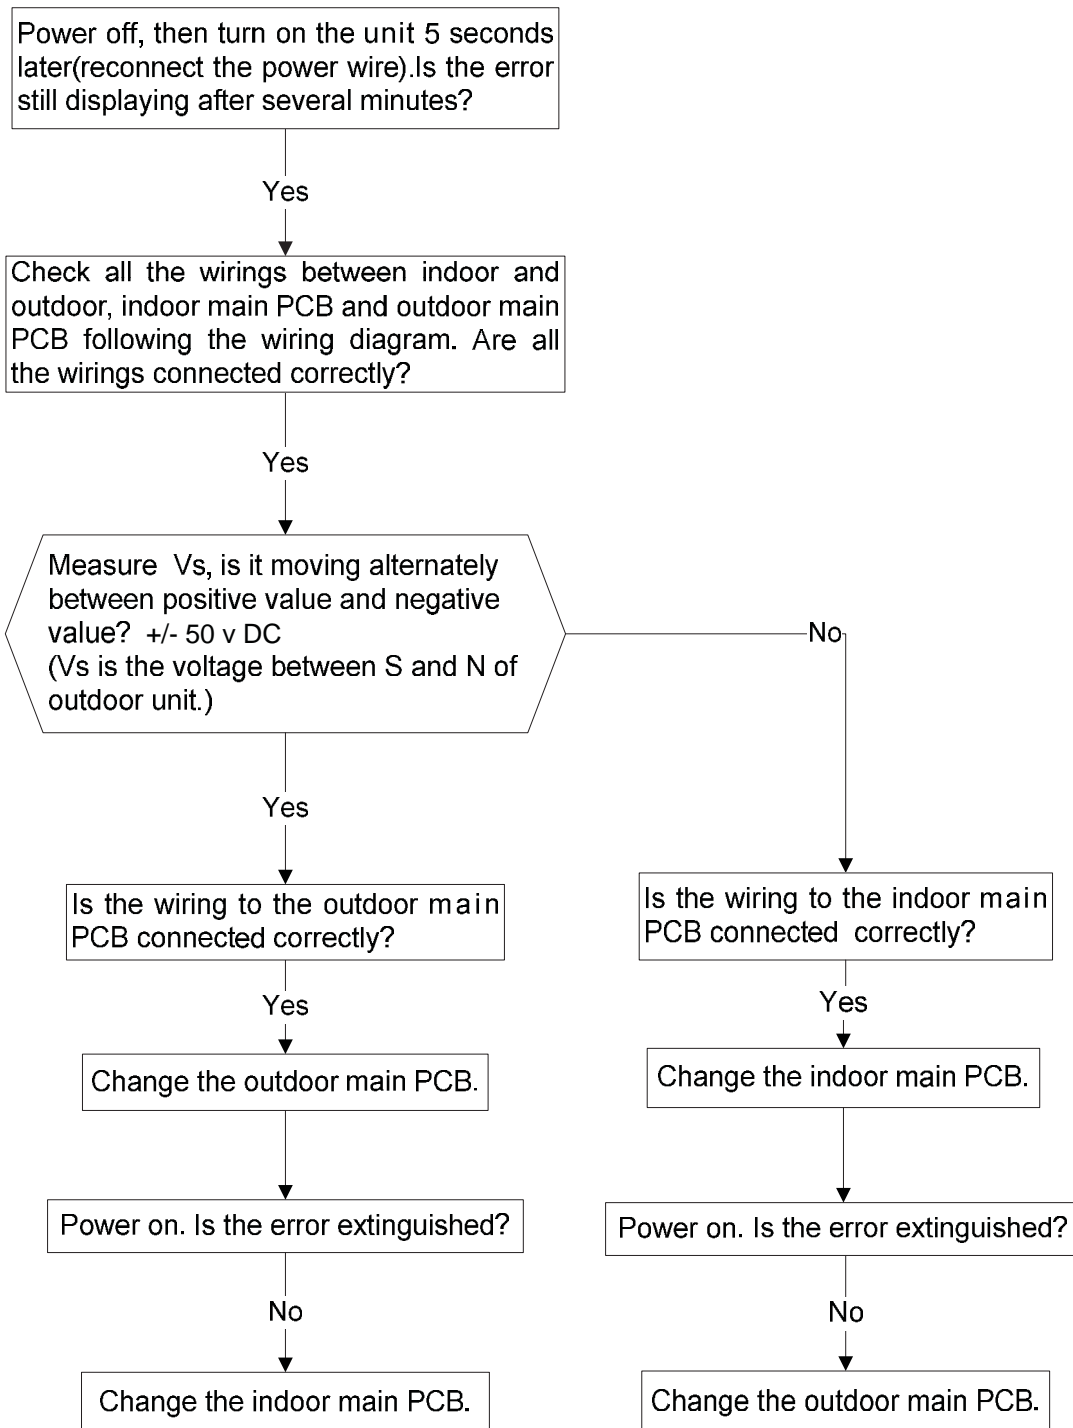 Power off, then turn on the unit 5 seconds
later(reconnect the power wire).Is the error
still displaying after several minutes?
Yes
Check all the wirings between indoor and
outdoor, indoor main PCB and outdoor main
PCB following the wiring diagram. Are all
the wirings connected correctly?
Yes
Measure Vs, is it moving alternately
between positive value and negative
value? +/- 50 v DC
(Vs is the voltage between S and N of
outdoor unit.)
No
Yes
Is the wiring to the outdoor main
PCB connected correctly?
Yes
Change the outdoor main PCB.
Power on. Is the error extinguished?
No
Change the indoor main PCB.
Is the wiring to the indoor main
PCB connected correctly?
Yes
Change the indoor main PCB.
Power on. Is the error extinguished?
No
Change the outdoor main PCB.